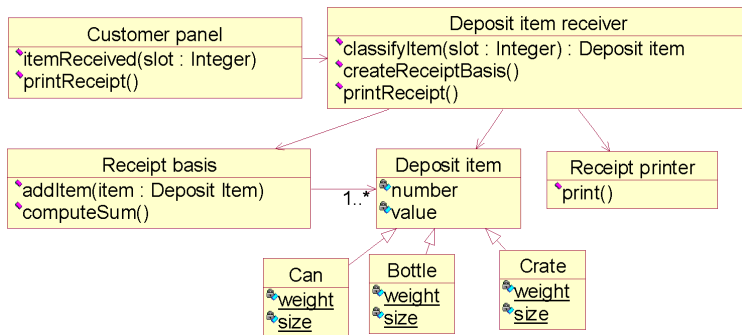 Customer panel
itemReceived(slot : Integer)
printReceipt()
Deposit item receiver
classifyItem(slot : Integer) : Deposit item
createReceiptBasis()
printReceipt()
Receipt basis
addItem(item : Deposit Item)
computeSum()
1..*
Deposit item
number
value
Receipt printer
print()
Can
weight
size
Bottle
weight
size
Crate
weight
size